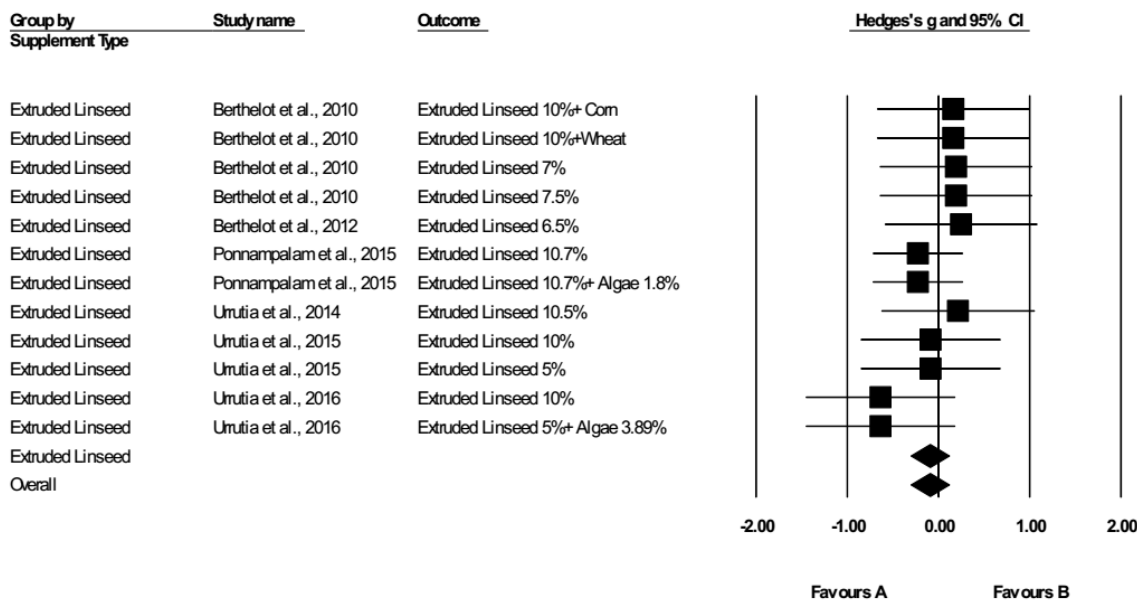 Group by Study name Outcome Hedges's g and 95% CI
Supplement Type
Extruded Linseed Berthelot et al., 2010 Extruded Linseed 10%+ Corn
Extruded Linseed Berthelot et al., 2010 Extruded Linseed 10%+Wheat
Extruded Linseed Berthelot et al., 2010 Extruded Linseed 7%
Extruded Linseed Berthelot et al., 2010 Extruded Linseed 7.5%
Extruded Linseed Berthelot et al., 2012 Extruded Linseed 6.5%
Extruded Linseed Ponnampalam et al., 2015 Extruded Linseed 10.7%
Extruded Linseed Ponnampalam et al., 2015 Extruded Linseed 10.7%+ Algae 1.8%
Extruded Linseed Urrutia et al., 2014 Extruded Linseed 10.5%
Extruded Linseed Urrutia et al., 2015 Extruded Linseed 10%
Extruded Linseed Urrutia et al., 2015 Extruded Linseed 5%
Extruded Linseed Urrutia et al., 2016 Extruded Linseed 10%
Extruded Linseed Urrutia et al., 2016 Extruded Linseed 5%+ Algae 3.89%
Extruded Linseed
Overall
-2.00 -1.00 0.00 1.00 2.00
Favours A Favours B